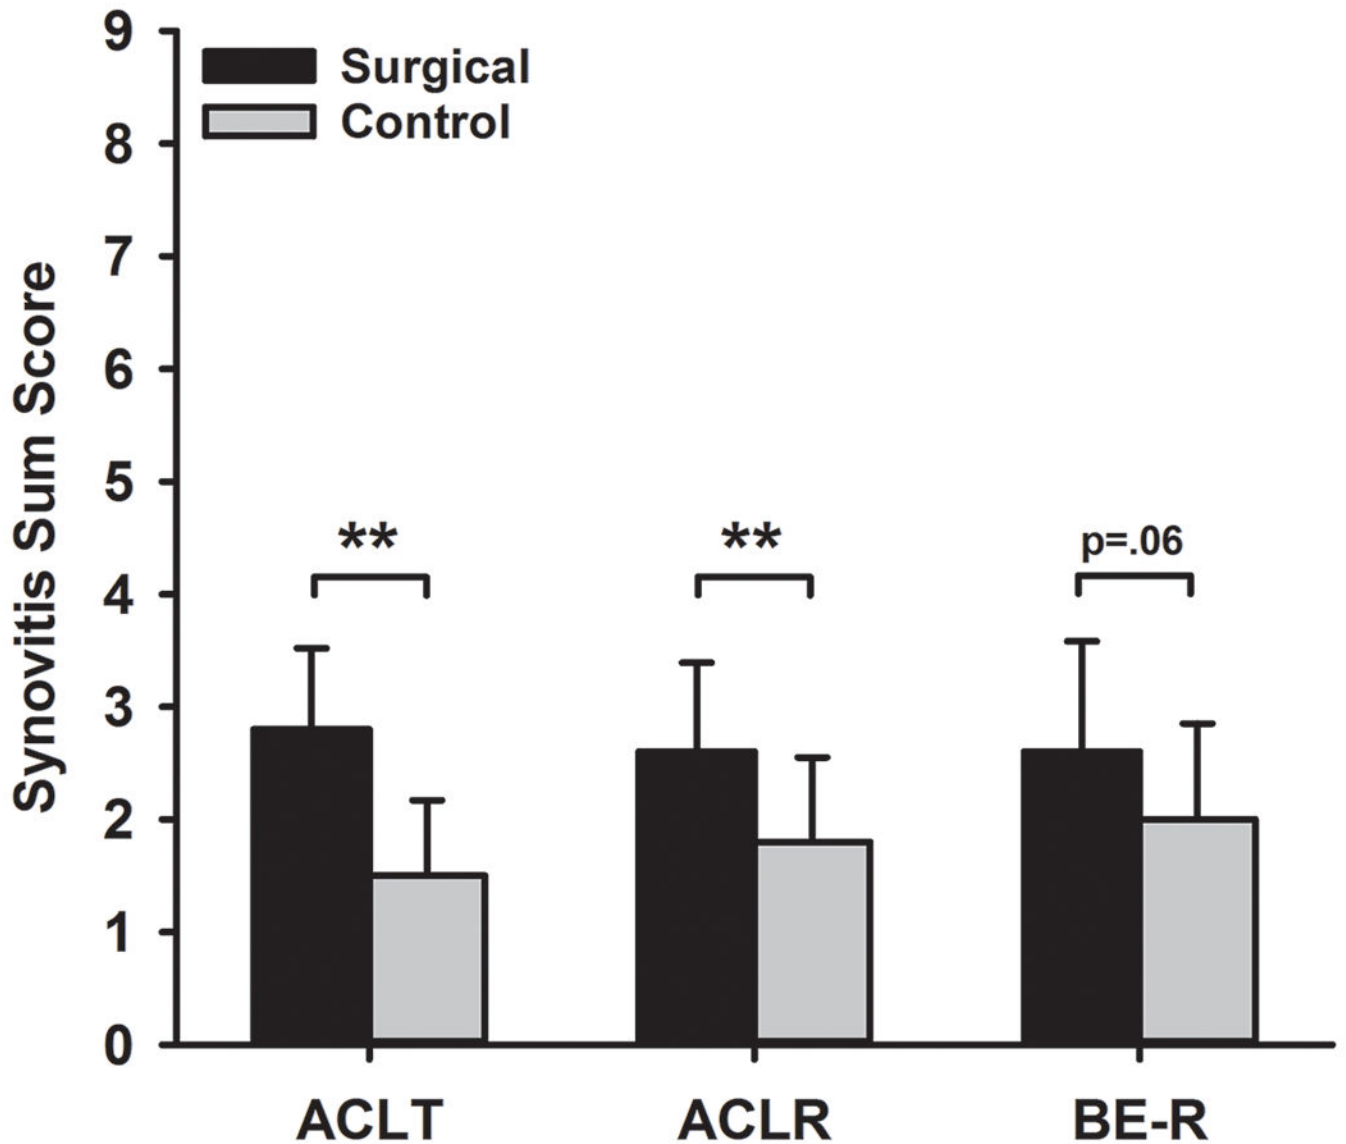 9
8
7
6
5
4
3
2
1
0
Synovitis Sum Score
Surgical
Control
**
**
p=.06
ACLT
ACLR
BE-R